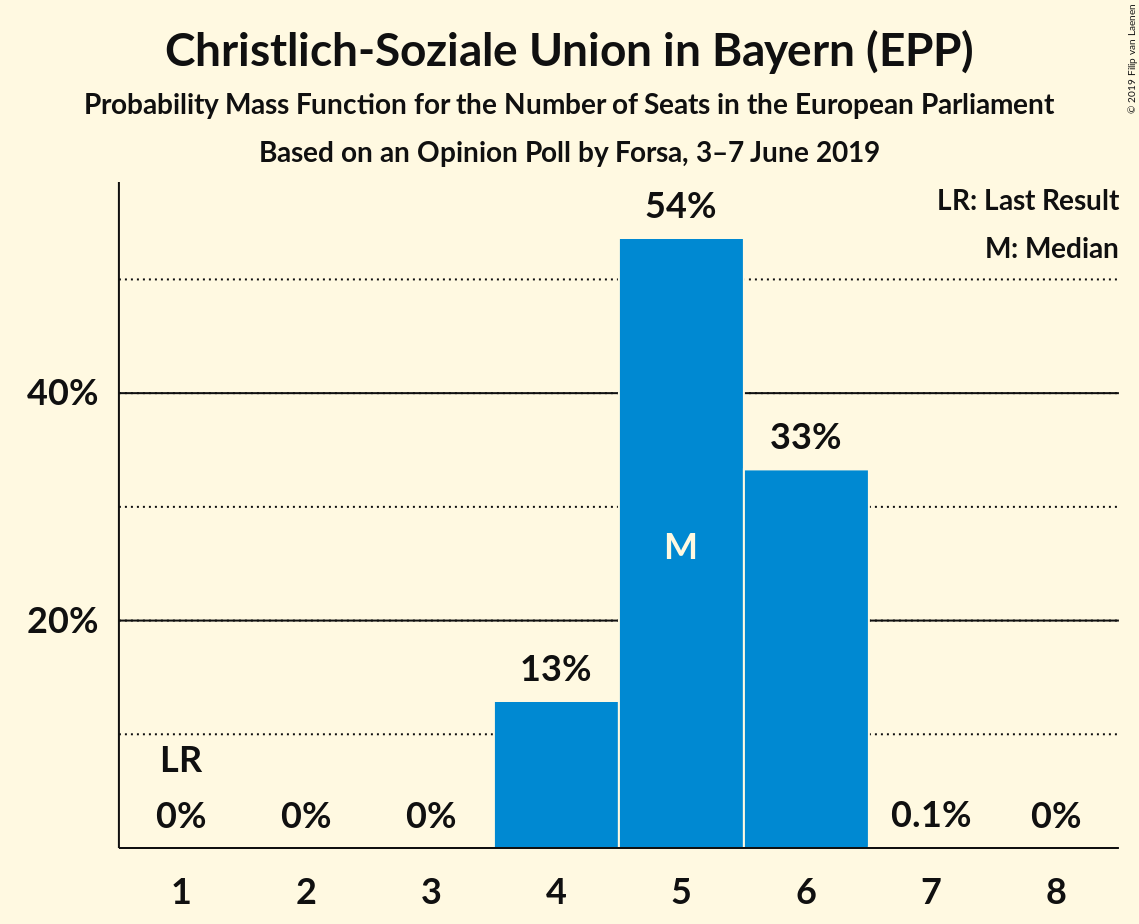 Christlich-Soziale Union in Bayern (EPP)
Probability Mass Function for the Number of Seats in the European Parliament
Based on an Opinion Poll by Forsa, 3–7 June 2019
© 2019 Filip van Laenen
LR: Last Result
M: Median
54%
40%
33%
M
20%
13%
LR
0% 0% 0% 0.1% 0%
1 2 3 4 5 6 7 8